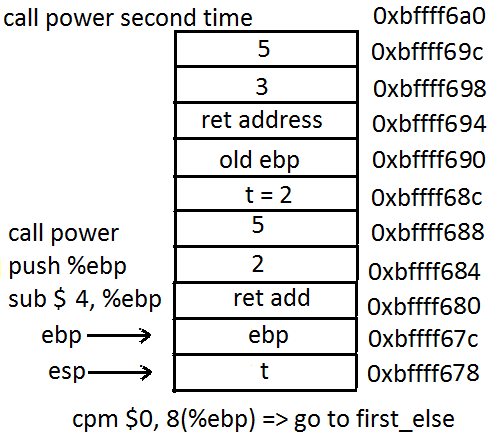 call power second time 0xbffff6a0
5 0xbffff69c
3 0xbffff698
ret address 0xbffff694
old ebp 0xbffff690
t = 2 0xbffff68c
call power 5 0xbffff688
push %ebp 2 0xbffff684
sub $ 4, %ebp ret add 0xbffff680
ebp ebp 0xbffff67c
esp t 0xbffff678
cpm $0, 8(%ebp) => go to first_else